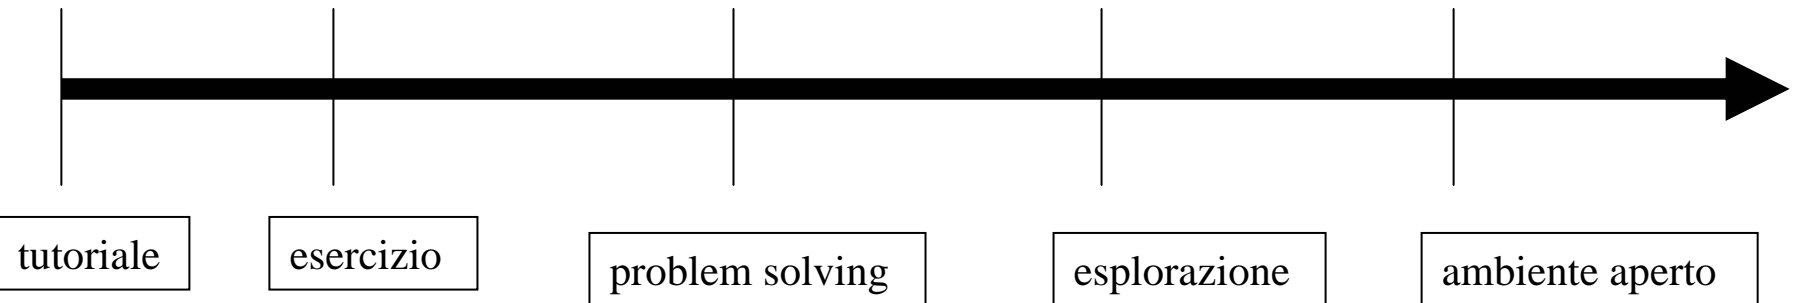 tutoriale
esercizio
problem solving
esplorazione
ambiente aperto